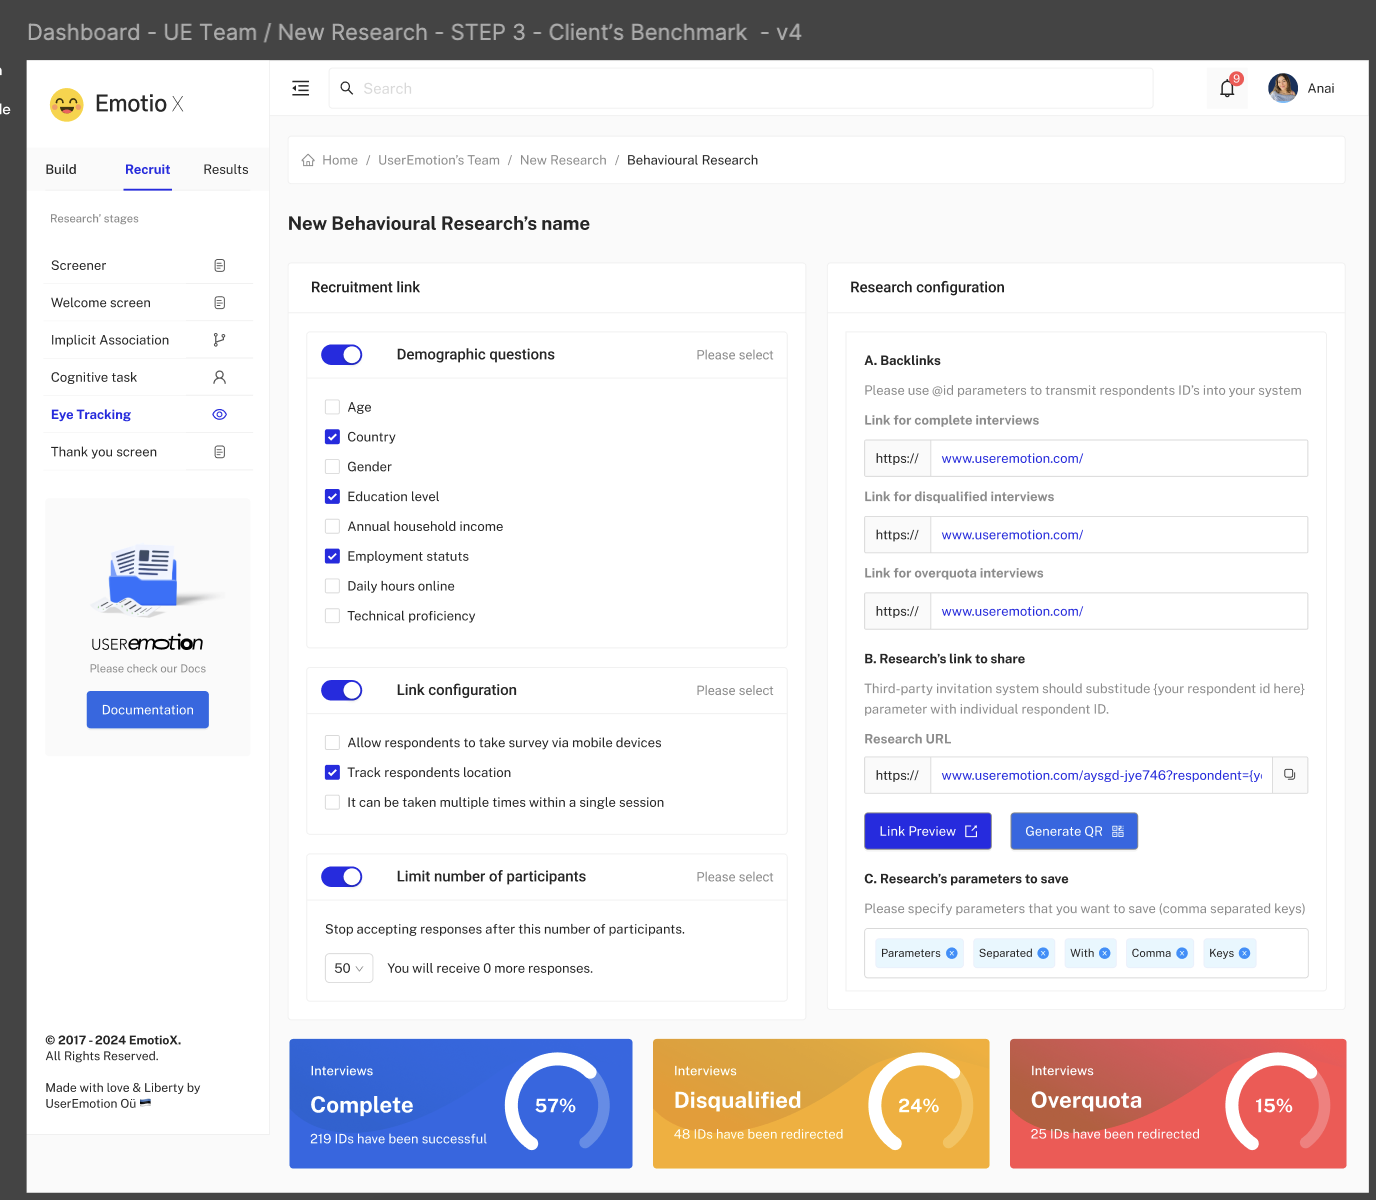 Dashboard - UE Team / New Research - STEP 3 - Client's Benchmark - v4
Emotio X
Search
9
Anai
Build
Recruit
Results
Research' stages
Screener
Welcome screen
Implicit Association
Cognitive task
Eye Tracking
Thank you screen
USERemotion
Please check our Docs
Documentation
© 2017 - 2024 EmotioX.
All Rights Reserved.
Made with love & Liberty by
UserEmotion Oü
Home / UserEmotion's Team / New Research / Behavioural Research
New Behavioural Research's name
Recruitment link
Demographic questions
Please select
Age
Country
Gender
Education level
Annual household income
Employment statuts
Daily hours online
Technical proficiency
Link configuration
Please select
Allow respondents to take survey via mobile devices
Track respondents location
It can be taken multiple times within a single session
Limit number of participants
Please select
Stop accepting responses after this number of participants.
50
You will receive 0 more responses.
Research configuration
A. Backlinks
Please use @id parameters to transmit respondents ID's into your system
Link for complete interviews
https:// www.useremotion.com/
Link for disqualified interviews
https:// www.useremotion.com/
Link for overquota interviews
https:// www.useremotion.com/
B. Research's link to share
Third-party invitation system should substitude {your respondent id here}
parameter with individual respondent ID.
Research URL
https:// www.useremotion.com/aysgd-jye746?respondent={y
Link Preview
Generate QR
C. Research's parameters to save
Please specify parameters that you want to save (comma separated keys)
Parameters
Separated
With
Comma
Keys
Interviews
Complete
219 IDs have been successful
57%
Interviews
Disqualified
48 IDs have been redirected
24%
Interviews
Overquota
25 IDs have been redirected
15%